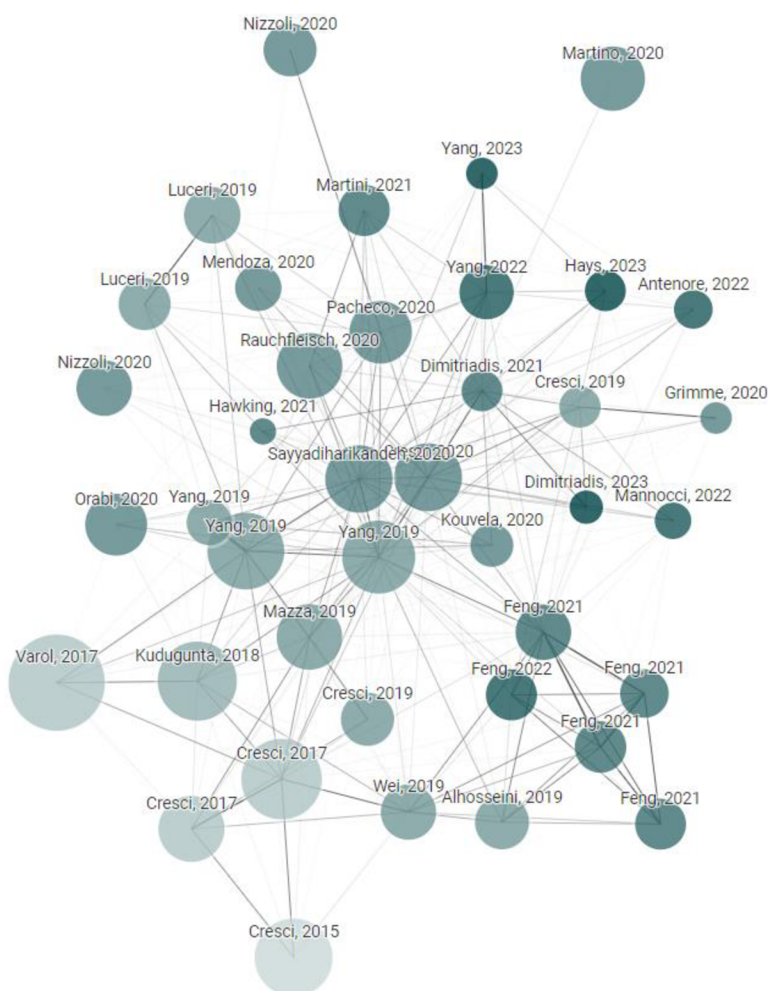 Nizzoli, 2020
Martino, 2020
Yang, 2023
Luceri, 2019
Martini, 2021
Mendoza, 2020
Yang, 2022
Hays, 2023
Luceri, 2019
Antenore, 2022
Pacheco, 2020
Rauchfleisch, 2020
Nizzoli, 2020
Dimitriadis, 2021
Cresci, 2019
Grimme, 2020
Hawking, 2021
Sayyadiharikandeh, 2020
2020
Orabi, 2020
Yang, 2019
Dimitriadis, 2023
Mannocci, 2022
Yang, 2019
Yang, 2019
Kouvela, 2020
Mazza, 2019
Feng, 2021
Varol, 2017
Kudugunta, 2018
Feng, 2022
Feng, 2021
Cresci, 2019
Feng, 2021
Cresci, 2017
Wei, 2019
Alhosseini, 2019
Feng, 2021
Cresci, 2017
Cresci, 2015